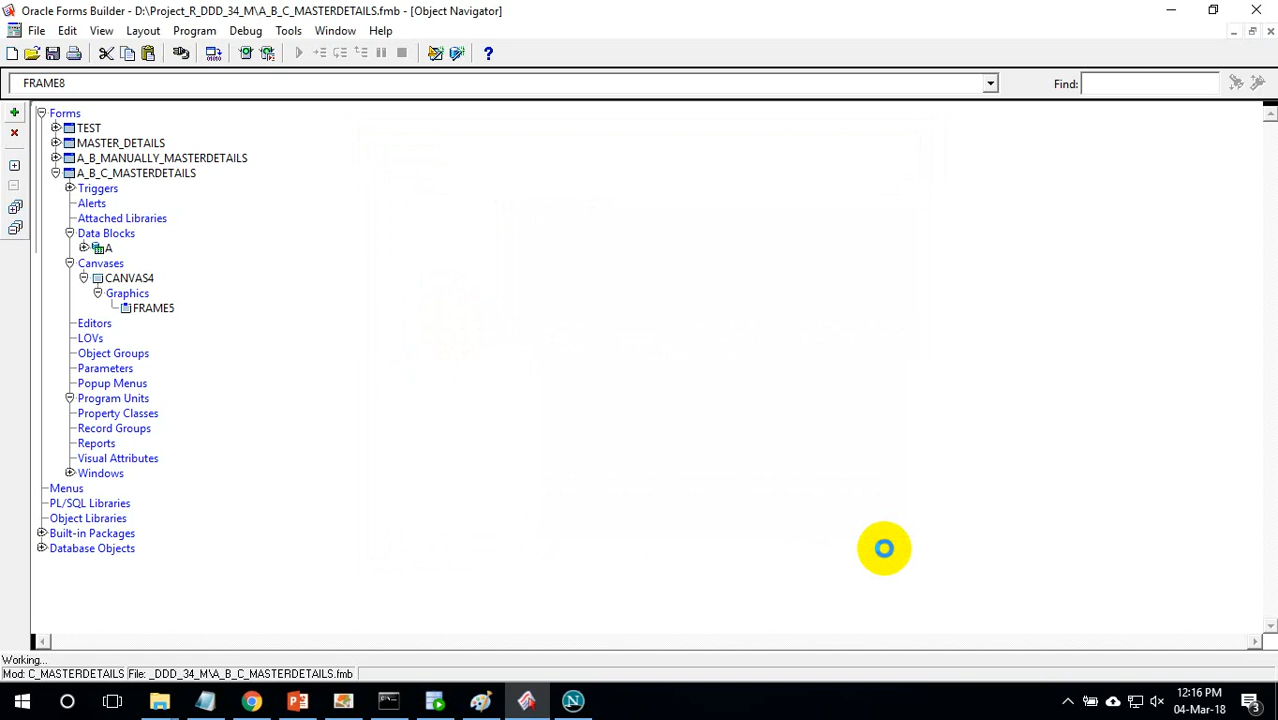 Oracle Forms Builder - D:\Project_R_DDD_34_M\A_B_C_MASTERDETAILS.fmb - [Object Navigator]
File Edit View Layout Program Debug Tools Window Help
FRAME8 Find:
Forms
TEST
MASTER_DETAILS
A_B_MANUALLY_MASTERDETAILS
A_B_C_MASTERDETAILS
Triggers
Alerts
Attached Libraries
Data Blocks
A
Canvases
CANVAS4
Graphics
FRAME5
Editors
LOVs
Object Groups
Parameters
Popup Menus
Program Units
Property Classes
Record Groups
Reports
Visual Attributes
Windows
Menus
PL/SQL Libraries
Object Libraries
Built-in Packages
Database Objects
Working...
Mod: C_MASTERDETAILS File: _DDD_34_M\A_B_C_MASTERDETAILS.fmb
12:16 PM
04-Mar-18
3